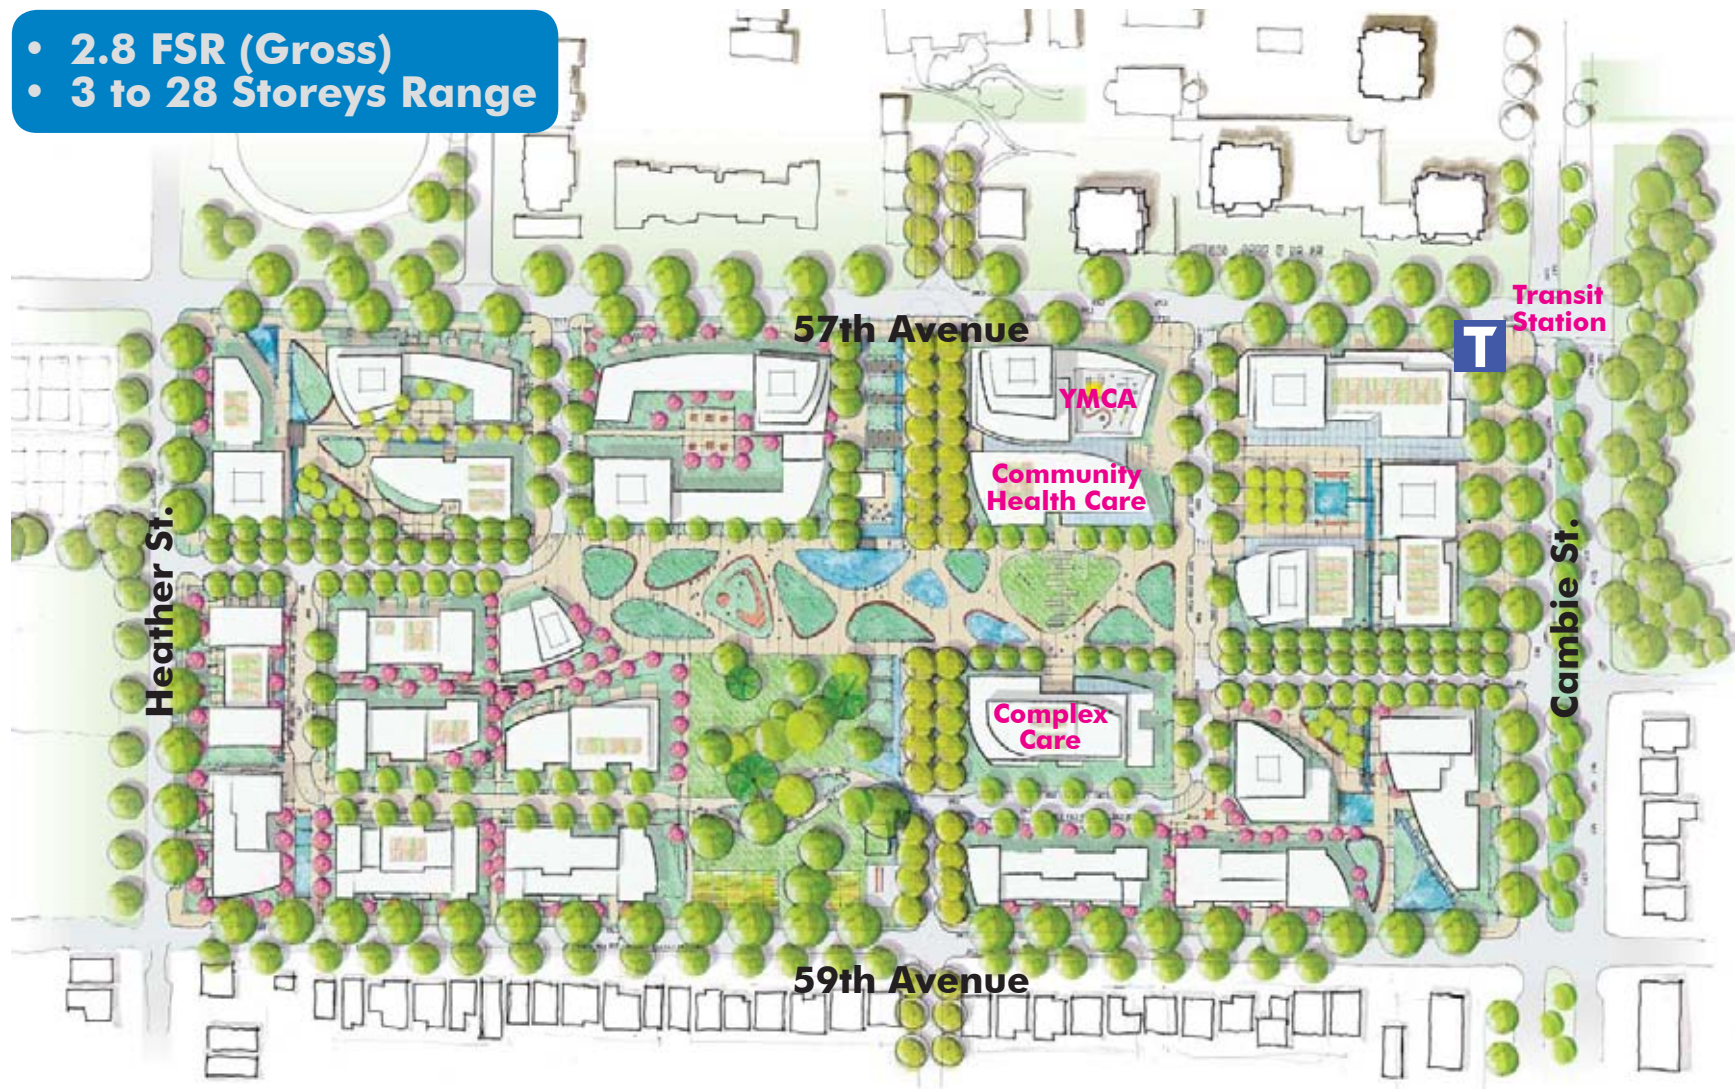 • 2.8 FSR (Gross)
• 3 to 28 Storeys Range
Transit
Station
T
57th Avenue
YMCA
Community
Health Care
Heather St.
Cambie St.
Complex
Care
59th Avenue